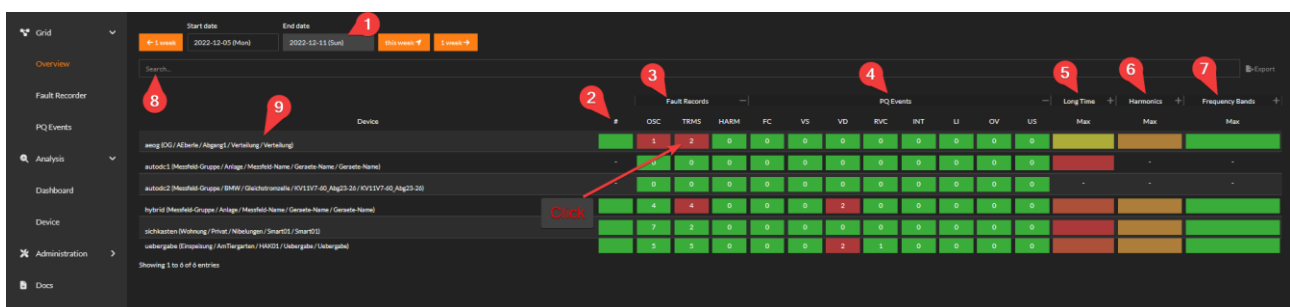 Grid
Overview
Fault Recorder
PQ Events
Analysis
Dashboard
Device
Administration
Docs
Start date
End date
1
← 1 week
2022-12-05 (Mon)
2022-12-11 (Sun)
this week
1 week →
Search...
Export
8
9
2
3
4
5
6
7
Fault Records
PQ Events
Long Time
Harmonics
Frequency Bands
Device # OSC TRMS HARM FC VS VD RVC INT LI OV US Max Max Max
aeog (OG / AEberle / Abgang1 / Verteilung / Verteilung) 1 2 0 0 0 0 0 0 0 0 0
autodc1 (Messfeld-Gruppe / Anlage / Messfeld-Name / Geraete-Name / Geraete-Name) - 0 0 0 0 0 0 0 0 0 0 0 - -
autodc2 (Messfeld-Gruppe / BMW / Gleichstromzelle / KV11V7-60_Abg23-26 / KV11V7-60_Abg23-26) - 0 0 0 0 0 0 0 0 0 0 0 - - -
hybrid (Messfeld-Gruppe / Anlage / Messfeld-Name / Geraete-Name / Geraete-Name) 4 4 0 0 0 2 0 0 0 0 0
Click
sichkasten (Wohnung / Privat / Nibelungen / Smart01 / Smart01) 7 2 0 0 0 0 0 0 0 0 0
uebergabe (Einspeisung / AmTiergarten / HAK01 / Uebergabe / Uebergabe) 5 5 0 0 0 2 1 0 0 0 0
Showing 1 to 6 of 6 entries